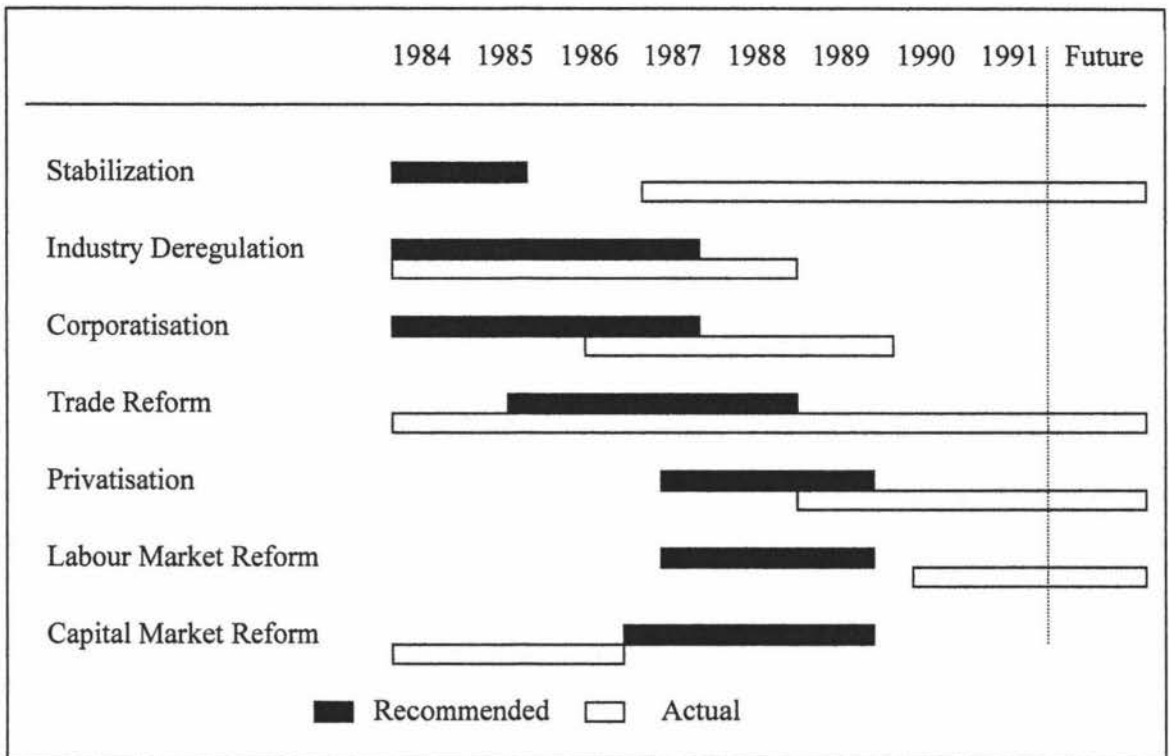 1984 1985 1986 1987 1988 1989 1990 1991 Future
Stabilization
Industry Deregulation
Corporatisation
Trade Reform
Privatisation
Labour Market Reform
Capital Market Reform
Recommended Actual